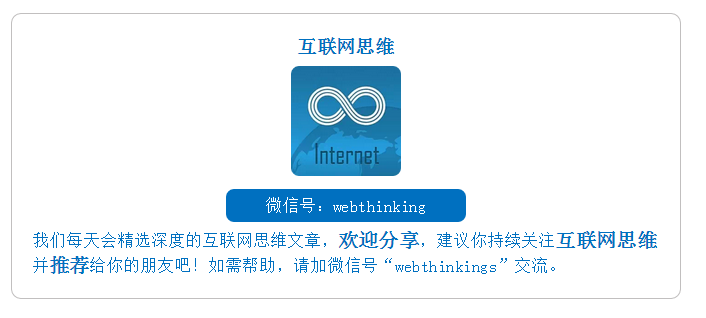 互联网思维
Internet
微信号：webthinking
我们每天会精选深度的互联网思维文章，欢迎分享，建议你持续关注互联网思维
并推荐给你的朋友吧！如需帮助，请加微信号“webthinkings”交流。